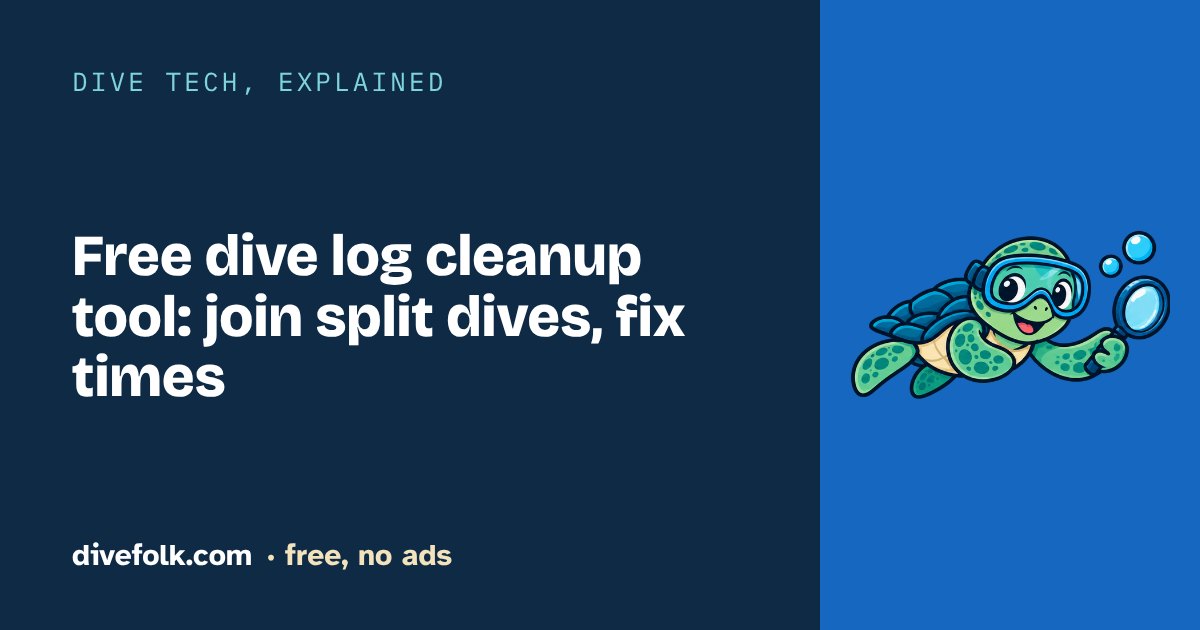 DIVE TECH, EXPLAINED
Free dive log cleanup
tool: join split dives, fix
times
divefolk.com · free, no ads